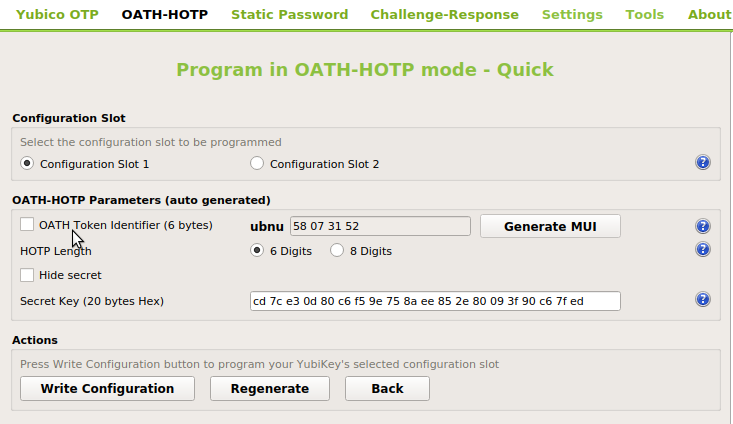 Yubico OTP OATH-HOTP Static Password Challenge-Response Settings Tools About
Program in OATH-HOTP mode - Quick
Configuration Slot
Select the configuration slot to be programmed
Configuration Slot 1 Configuration Slot 2 ?
OATH-HOTP Parameters (auto generated)
OATH Token Identifier (6 bytes) ubnu 58 07 31 52 Generate MUI ?
HOTP Length 6 Digits 8 Digits ?
Hide secret
Secret Key (20 bytes Hex) cd 7c e3 0d 80 c6 f5 9e 75 8a ee 85 2e 80 09 3f 90 c6 7f ed ?
Actions
Press Write Configuration button to program your YubiKey's selected configuration slot
Write Configuration Regenerate Back